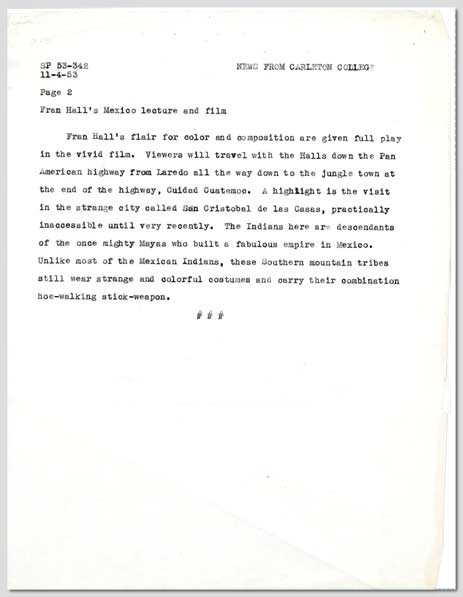 SP 53-342
NEWS FROM CARLETON COLLEGE
11-4-53
Page 2
Fran Hall's Mexico lecture and film
Fran Hall's flair for color and composition are given full play
in the vivid film. Viewers will travel with the Halls down the Pan
American highway from Laredo all the way down to the jungle town at
the end of the highway, Cuidad Cuatemoc. A highlight is the visit
in the strange city called San Cristobal de las Casas, practically
inaccessible until very recently. The Indians here are descendants
of the once mighty Mayas who built a fabulous empire in Mexico.
Unlike most of the Mexican Indians, these Southern mountain tribes
still wear strange and colorful costumes and carry their combination
hoe-walking stick-weapon.
# # #